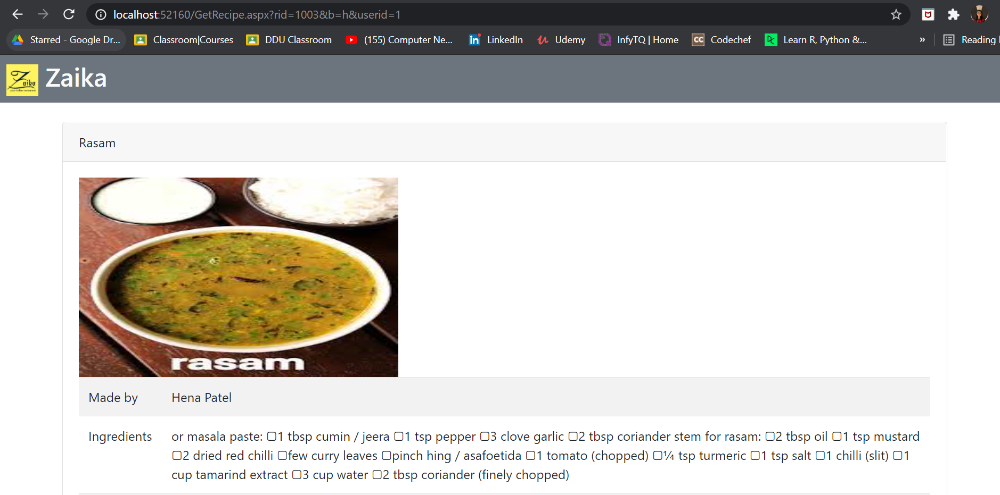 localhost:52160/GetRecipe.aspx?rid=1003&b=h&userid=1
Starred - Google Dr... Classroom|Courses DDU Classroom (155) Computer Ne... LinkedIn Udemy InfyTQ | Home Codechef Learn R, Python &... » Reading
Zaika
your indian restaurant
Zaika
Rasam
rasam
Made by Hena Patel
Ingredients or masala paste: ▢1 tbsp cumin / jeera ▢1 tsp pepper ▢3 clove garlic ▢2 tbsp coriander stem for rasam: ▢2 tbsp oil ▢1 tsp mustard
▢2 dried red chilli ▢few curry leaves ▢pinch hing / asafoetida ▢1 tomato (chopped) ▢¼ tsp turmeric ▢1 tsp salt ▢1 chilli (slit) ▢1
cup tamarind extract ▢3 cup water ▢2 tbsp coriander (finely chopped)